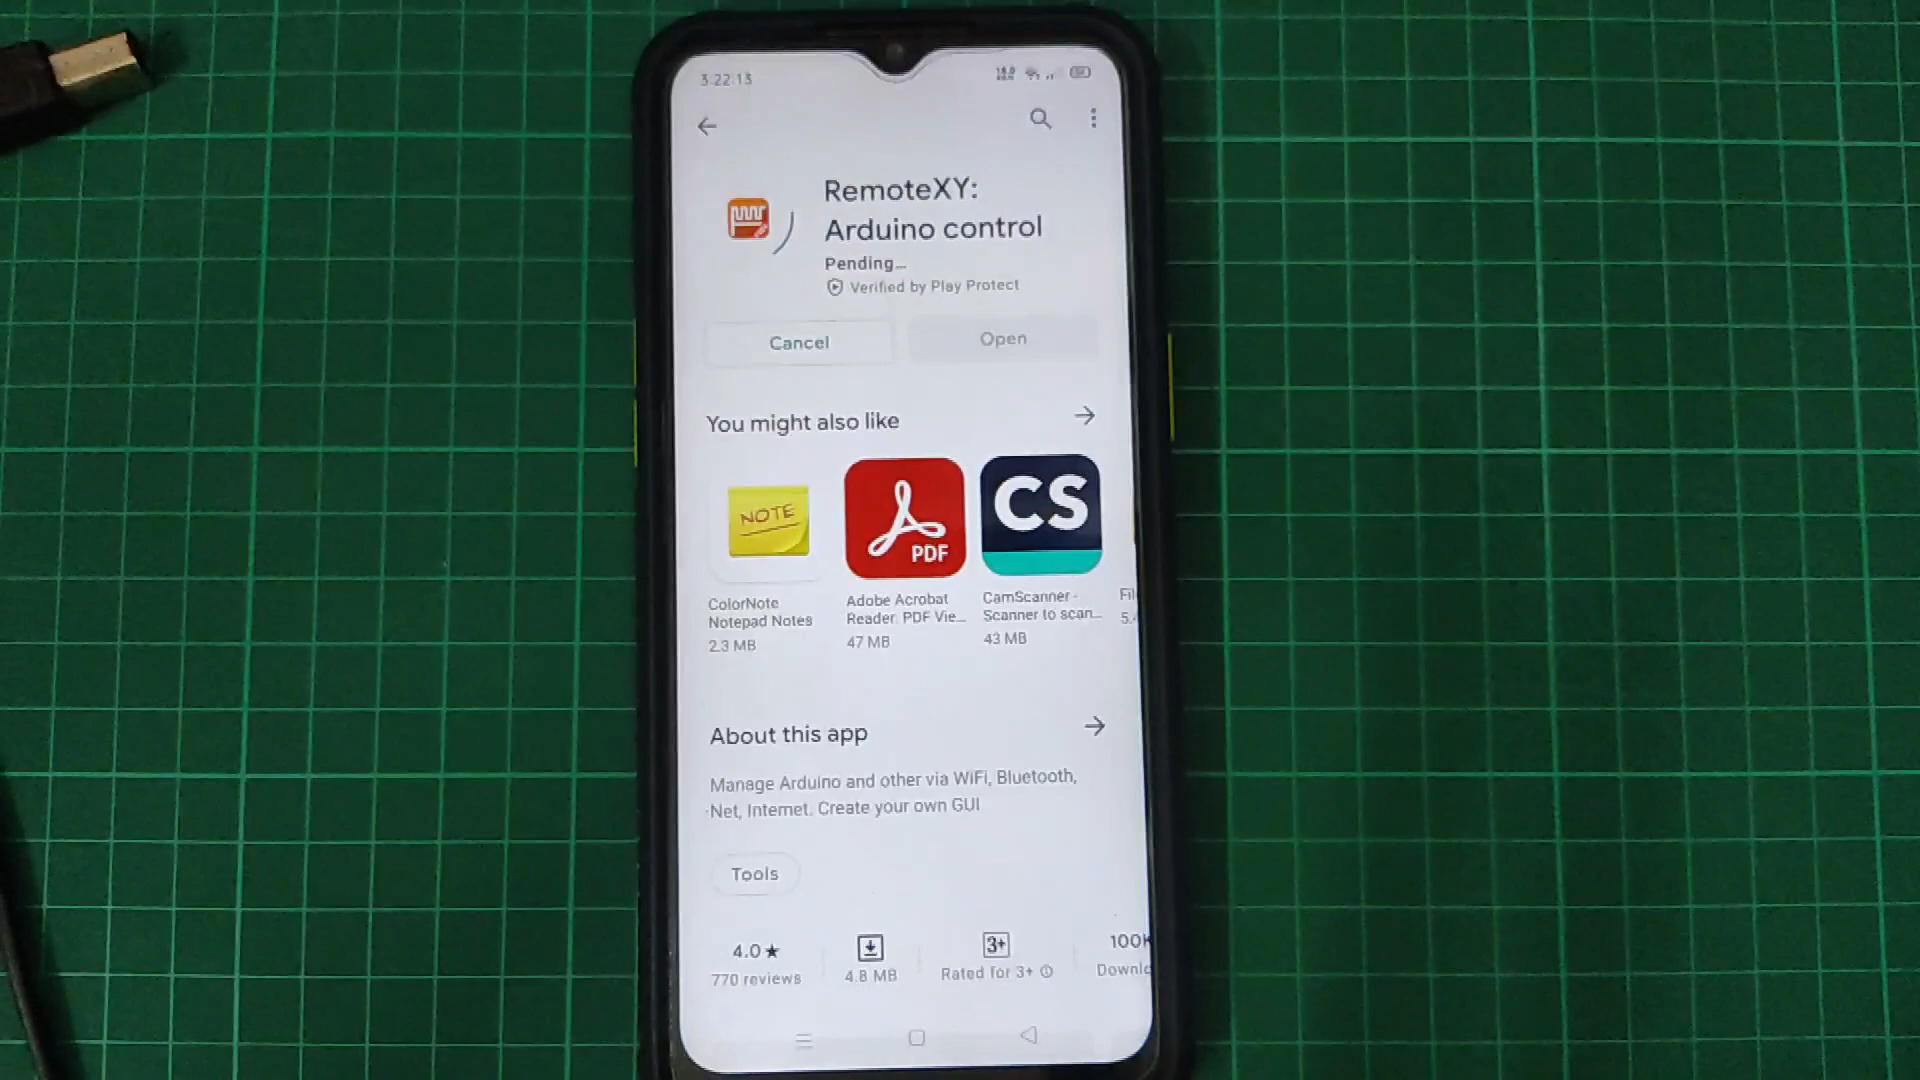 3:22:13
RemoteXY:
Arduino control
Pending...
Verified by Play Protect
Cancel
Open
You might also like
NOTE
PDF
CS
ColorNote
Notepad Notes
2.3 MB
Adobe Acrobat
Reader: PDF Vie...
47 MB
CamScanner -
Scanner to scan...
43 MB
About this app
Manage Arduino and other via WiFi, Bluetooth,
Net, Internet. Create your own GUI
Tools
4.0★
770 reviews
4.8 MB
3+
Rated for 3+
100K